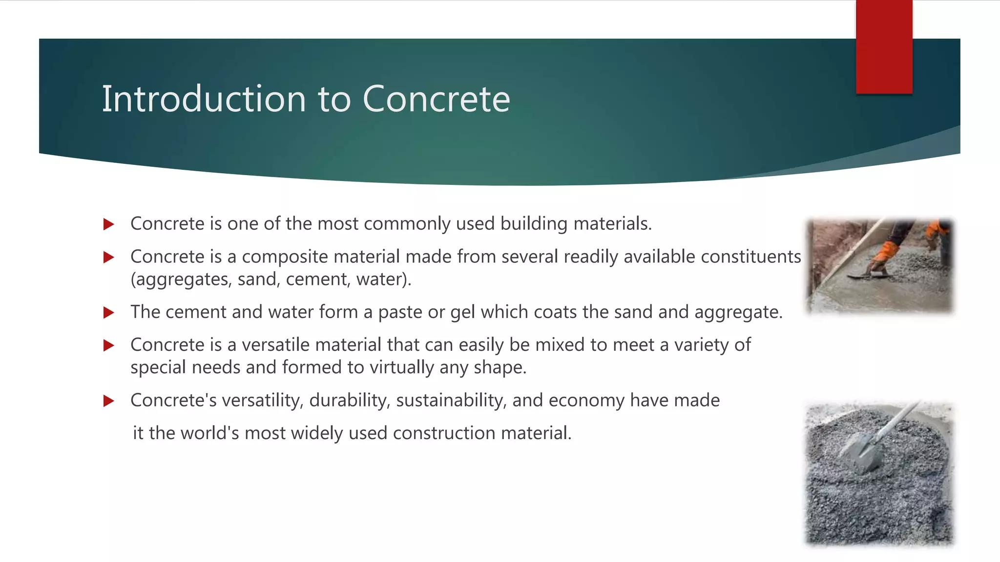 Introduction to Concrete
Concrete is one of the most commonly used building materials.
Concrete is a composite material made from several readily available constituents
(aggregates, sand, cement, water).
The cement and water form a paste or gel which coats the sand and aggregate.
Concrete is a versatile material that can easily be mixed to meet a variety of
special needs and formed to virtually any shape.
Concrete's versatility, durability, sustainability, and economy have made
it the world's most widely used construction material.